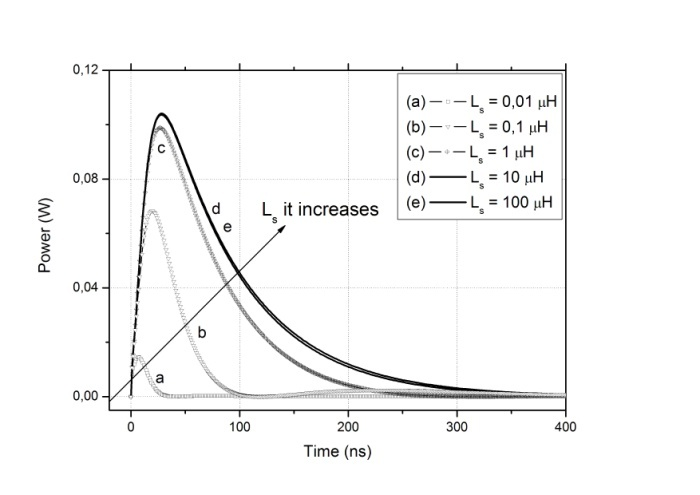 0,12
0,08
0,04
0,00
Power (W)
(a) Ls = 0,01 μH
(b) Ls = 0,1 μH
(c) Ls = 1 μH
(d) Ls = 10 μH
(e) Ls = 100 μH
c
d
e
Ls it increases
b
a
0 100 200 300 400
Time (ns)